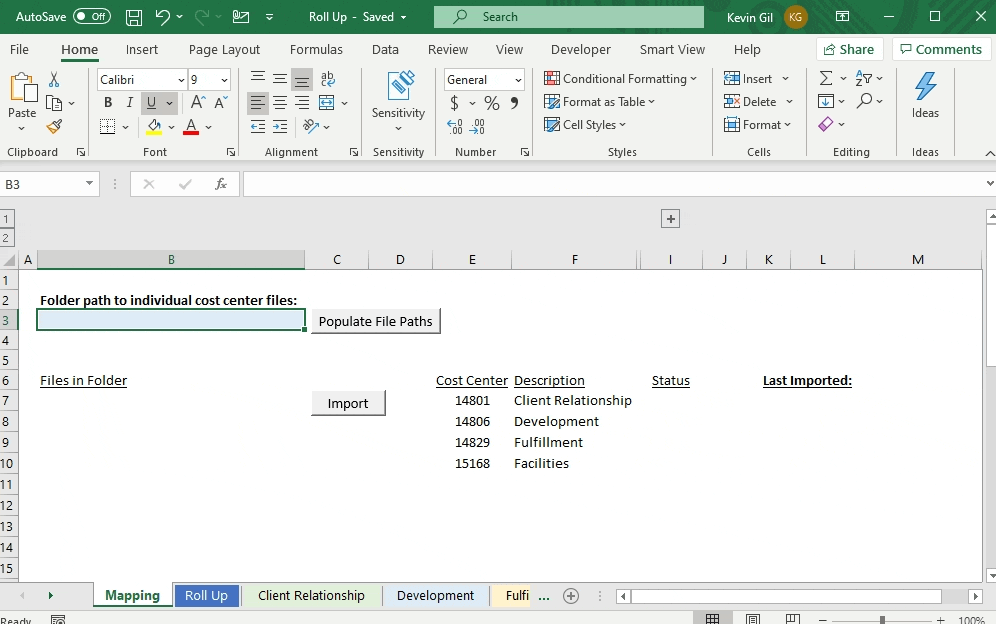 AutoSave Off Roll Up - Saved Search Kevin Gil KG
File Home Insert Page Layout Formulas Data Review View Developer Smart View Help Share Comments
Paste Calibri 9 ab General Conditional Formatting Insert
B I U A A $ % Format as Table Delete
A Sensitivity Cell Styles Format Ideas
Clipboard Font Alignment Sensitivity Number Styles Cells Editing Ideas
B3 fx
1
2
A B C D E F I J K L M
1
2 Folder path to individual cost center files:
3 Populate File Paths
4
5
6 Files in Folder Cost Center Description Status Last Imported:
7 Import 14801 Client Relationship
8 14806 Development
9 14829 Fulfillment
10 15168 Facilities
11
12
13
14
15
Mapping Roll Up Client Relationship Development Fulfi ...
Ready 100%